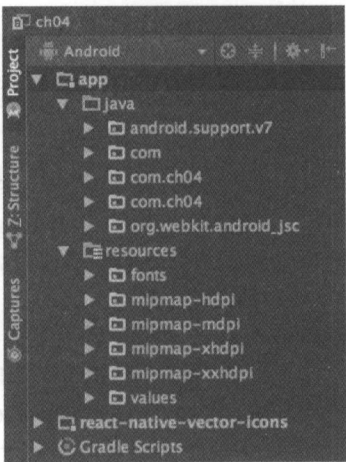 ch04
Android
Project
app
java
android.support.v7
com
com.ch04
com.ch04
org.webkit.android_jsc
Z: Structure
resources
fonts
mipmap-hdpi
mipmap-mdpi
mipmap-xhdpi
mipmap-xxhdpi
values
Captures
react-native-vector-icons
Gradle Scripts